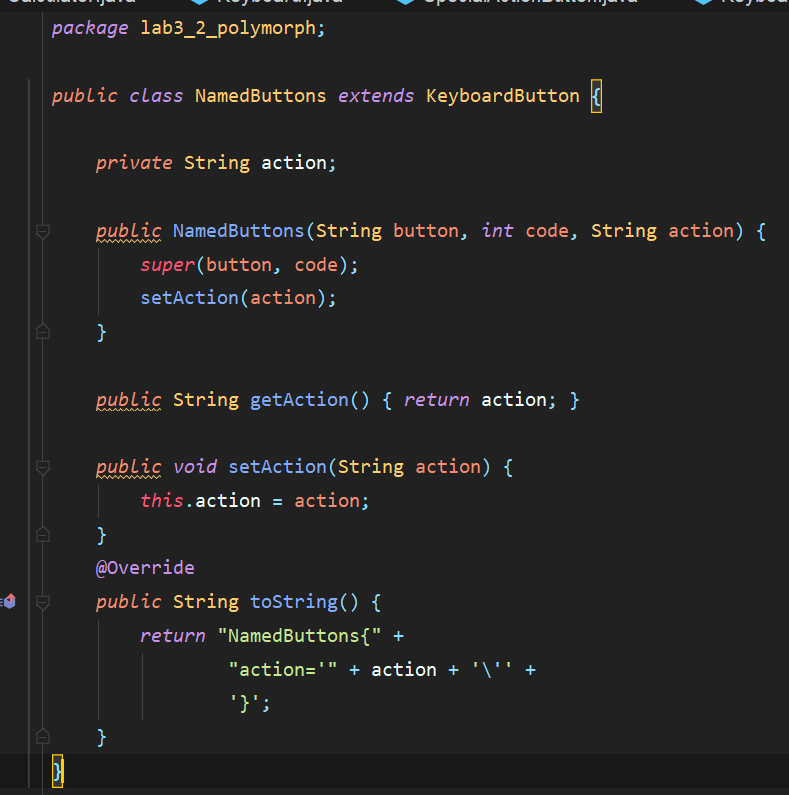 package lab3_2_polymorph;
public class NamedButtons extends KeyboardButton {
private String action;
public NamedButtons(String button, int code, String action) {
super(button, code);
setAction(action);
}
public String getAction() { return action; }
public void setAction(String action) {
this.action = action;
}
@Override
public String toString() {
return "NamedButtons{" +
"action='" + action + '\'' +
'}';
}
}